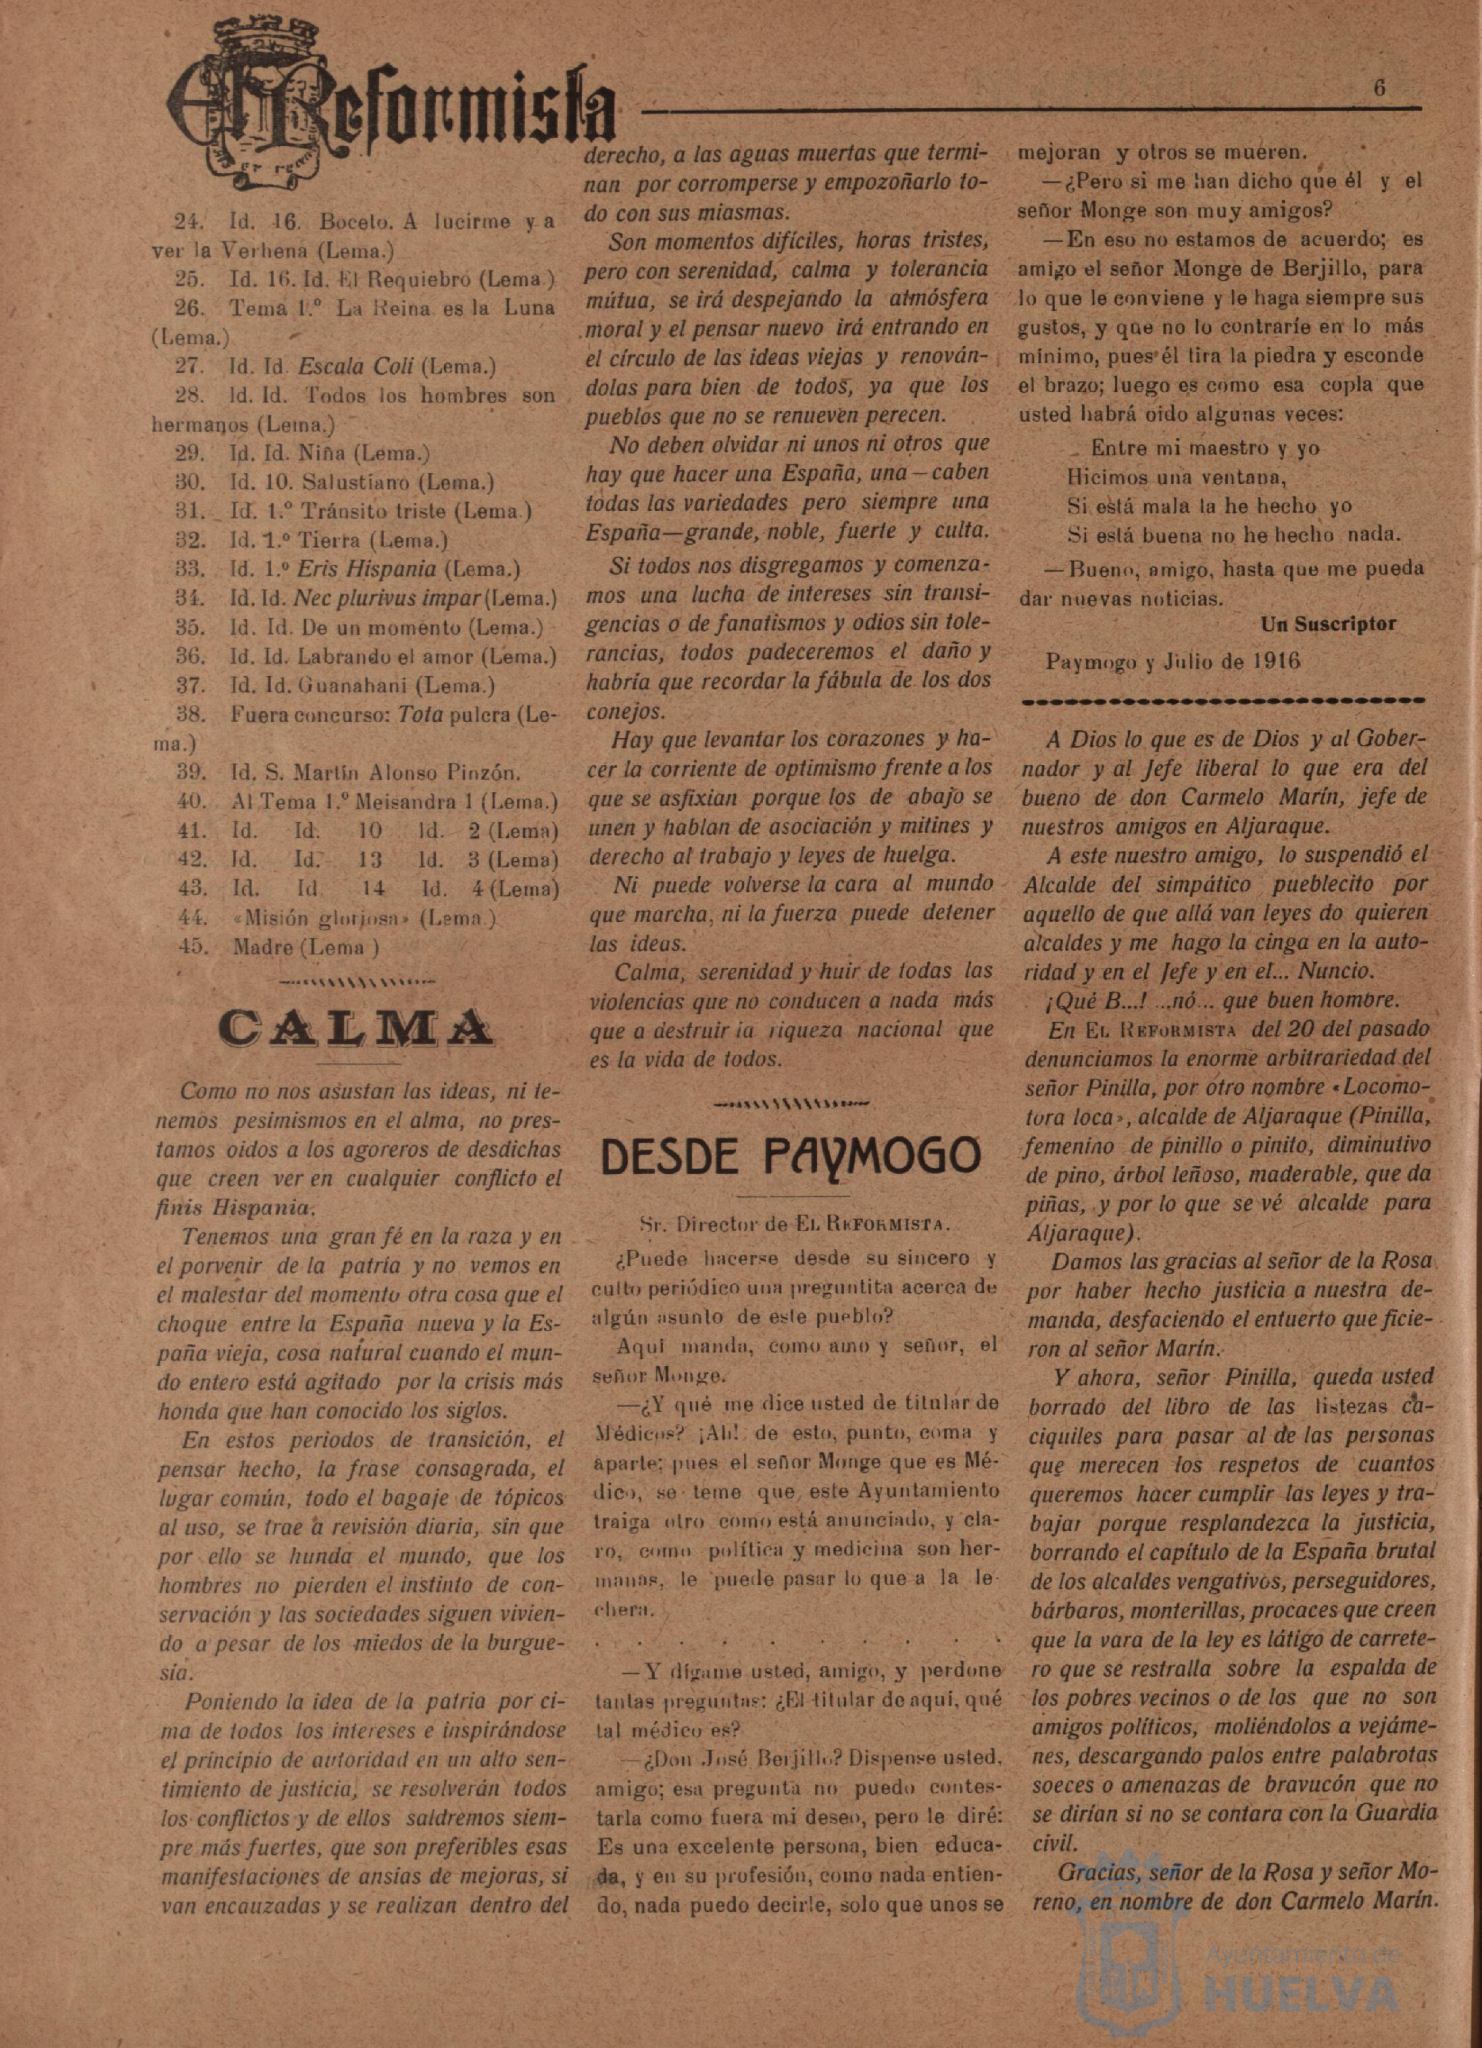 El Reformista
6
24. Id. 16. Boceto. A lucirme y a
ver la Verbena (Lema.)
25. Id. 16. Id. El Requiebro (Lema.)
26. Tema 1.º La Reina es la Luna
(Lema.)
27. Id. Id. Escala Coli (Lema.)
28. Id. Id. Todos los hombres son
hermanos (Lema.)
29. Id. Id. Niña (Lema.)
30. Id. 10. Salustiano (Lema.)
31. Id. 1.º Tránsito triste (Lema.)
32. Id. 1.º Tierra (Lema.)
33. Id. 1.º Eris Hispania (Lema.)
34. Id. Id. Nec plurivus impar (Lema.)
35. Id. Id. De un momento (Lema.)
36. Id. Id. Labrando el amor (Lema.)
37. Id. Id. Guanahani (Lema.)
38. Fuera concurso: Tota pulcra (Le-
ma.)
39. Id. S. Martín Alonso Pinzón.
40. Al Tema 1.º Meisandra 1 (Lema.)
41. Id. Id. 10 Id. 2 (Lema)
42. Id. Id. 13 Id. 3 (Lema)
43. Id. Id 14 Id. 4 (Lema)
44. «Misión gloriosa» (Lema.)
45. Madre (Lema )
CALMA
Como no nos asustan las ideas, ni te-
nemos pesimismos en el alma, no pres-
tamos oidos a los agoreros de desdichas
que creen ver en cualquier conflicto el
finis Hispania.
Tenemos una gran fé en la raza y en
el porvenir de la patria y no vemos en
el malestar del momento otra cosa que el
choque entre la España nueva y la Es-
paña vieja, cosa natural cuando el mun-
do entero está agitado por la crisis más
honda que han conocido los siglos.
En estos periodos de transición, el
pensar hecho, la frase consagrada, el
lugar común, todo el bagaje de tópicos
al uso, se trae a revisión diaria, sin que
por ello se hunda el mundo, que los
hombres no pierden el instinto de con-
servación y las sociedades siguen vivien-
do a pesar de los miedos de la burgue-
sía.
Poniendo la idea de la patria por ci-
ma de todos los intereses e inspirándose
el principio de autoridad en un alto sen-
timiento de justicia, se resolverán todos
los conflictos y de ellos saldremos siem-
pre más fuertes, que son preferibles esas
manifestaciones de ansias de mejoras, si
van encauzadas y se realizan dentro del
derecho, a las aguas muertas que termi-
nan por corromperse y empozoñarlo to-
do con sus miasmas.
Son momentos difíciles, horas tristes,
pero con serenidad, calma y tolerancia
mútua, se irá despejando la atmósfera
moral y el pensar nuevo irá entrando en
el círculo de las ideas viejas y renován-
dolas para bien de todos, ya que los
pueblos que no se renueven perecen.
No deben olvidar ni unos ni otros que
hay que hacer una España, una—caben
todas las variedades pero siempre una
España—grande, noble, fuerte y culta.
Si todos nos disgregamos y comenza-
mos una lucha de intereses sin transi-
gencias o de fanatismos y odios sin tole-
rancias, todos padeceremos el daño y
habría que recordar la fábula de los dos
conejos.
Hay que levantar los corazones y ha-
cer la corriente de optimismo frente a los
que se asfixian porque los de abajo se
unen y hablan de asociación y mitines y
derecho al trabajo y leyes de huelga.
Ni puede volverse la cara al mundo
que marcha, ni la fuerza puede detener
las ideas.
Calma, serenidad y huir de todas las
violencias que no conducen a nada más
que a destruir la riqueza nacional que
es la vida de todos.
DESDE PAYMOGO
Sr. Director de EL REFORMISTA.
¿Puede hacerse desde su sincero y
culto periódico una preguntita acerca de
algún asunto de este pueblo?
Aquí manda, como amo y señor, el
señor Monge.
—¿Y qué me dice usted de titular de
Médicos? ¡Ah! de esto, punto, coma y
aparte; pues el señor Monge que es Mé-
dico, se teme que este Ayuntamiento
traiga otro como está anunciado, y cla-
ro, como política y medicina son her-
manas, le puede pasar lo que a la le-
chera.
. . . . . . . . .
—Y dígame usted, amigo, y perdone
tantas preguntas: ¿El titular de aquí, qué
tal médico es?
—¿Don José Berjillo? Dispense usted,
amigo; esa pregunta no puedo contes-
tarla como fuera mi deseo, pero le diré:
Es una excelente persona, bien educa-
da, y en su profesión, como nada entien-
do, nada puedo decirle, solo que unos se
mejoran y otros se mueren.
—¿Pero si me han dicho que él y el
señor Monge son muy amigos?
—En eso no estamos de acuerdo; es
amigo el señor Monge de Berjillo, para
lo que le conviene y le haga siempre sus
gustos, y que no lo contraríe en lo más
mínimo, pues él tira la piedra y esconde
el brazo; luego es como esa copla que
usted habrá oido algunas veces:
Entre mi maestro y yo
Hicimos una ventana,
Si está mala la he hecho yo
Si está buena no he hecho nada.
—Bueno, amigo, hasta que me pueda
dar nuevas noticias.
Un Suscriptor
Paymogo y Julio de 1916
A Dios lo que es de Dios y al Gober-
nador y al Jefe liberal lo que era del
bueno de don Carmelo Marín, jefe de
nuestros amigos en Aljaraque.
A este nuestro amigo, lo suspendió el
Alcalde del simpático pueblecito por
aquello de que allá van leyes do quieren
alcaldes y me hago la cinga en la auto-
ridad y en el Jefe y en el... Nuncio.
¡Qué B...! ...nó... que buen hombre.
En EL REFORMISTA del 20 del pasado
denunciamos la enorme arbitrariedad del
señor Pinilla, por otro nombre «Locomo-
tora loca», alcalde de Aljaraque (Pinilla,
femenino de pinillo o pinito, diminutivo
de pino, árbol leñoso, maderable, que da
piñas, y por lo que se vé alcalde para
Aljaraque).
Damos las gracias al señor de la Rosa
por haber hecho justicia a nuestra de-
manda, desfaciendo el entuerto que ficie-
ron al señor Marín.
Y ahora, señor Pinilla, queda usted
borrado del libro de las listezas ca-
ciquiles para pasar al de las personas
que merecen los respetos de cuantos
queremos hacer cumplir las leyes y tra-
bajar porque resplandezca la justicia,
borrando el capítulo de la España brutal
de los alcaldes vengativos, perseguidores,
bárbaros, monterillas, procaces que creen
que la vara de la ley es látigo de carrete-
ro que se restralla sobre la espalda de
los pobres vecinos o de los que no son
amigos políticos, moliéndolos a vejáme-
nes, descargando palos entre palabrotas
soeces o amenazas de bravucón que no
se dirían si no se contara con la Guardia
civil.
Gracias, señor de la Rosa y señor Mo-
reno, en nombre de don Carmelo Marín.
Ayuntamiento de
HUELVA